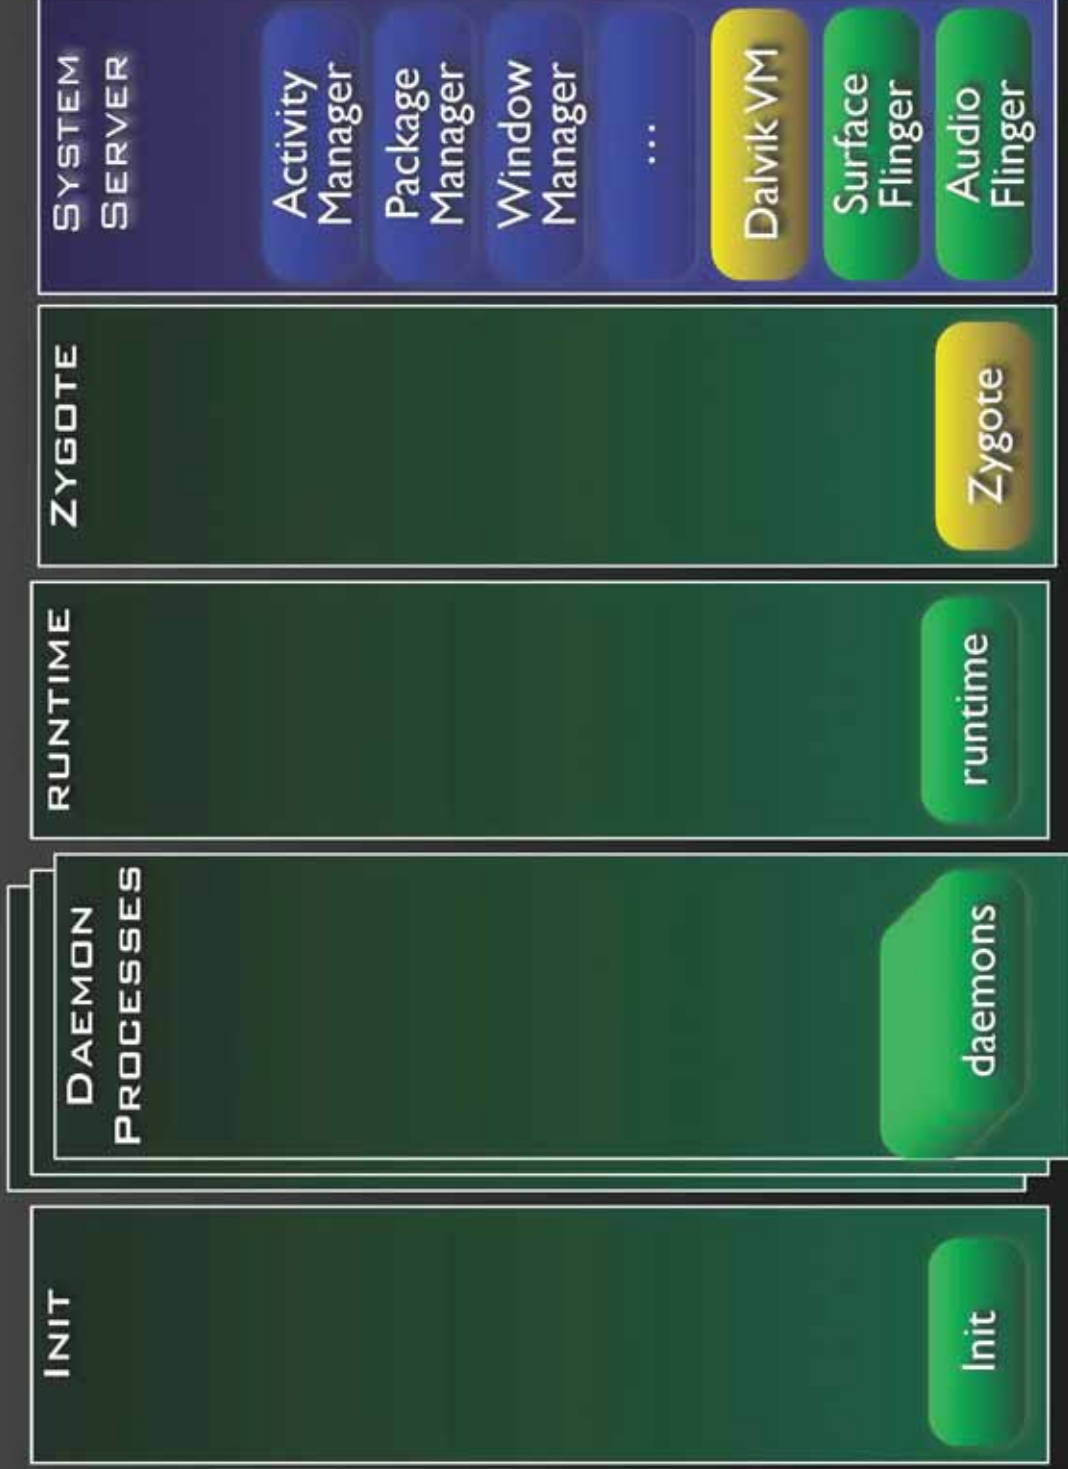 INIT
Init
DAEMON
PROCESSES
daemons
RUNTIME
runtime
ZYGOTE
Zygote
SYSTEM
SERVER
Activity
Manager
Package
Manager
Window
Manager
...
Dalvik VM
Surface
Flinger
Audio
Flinger